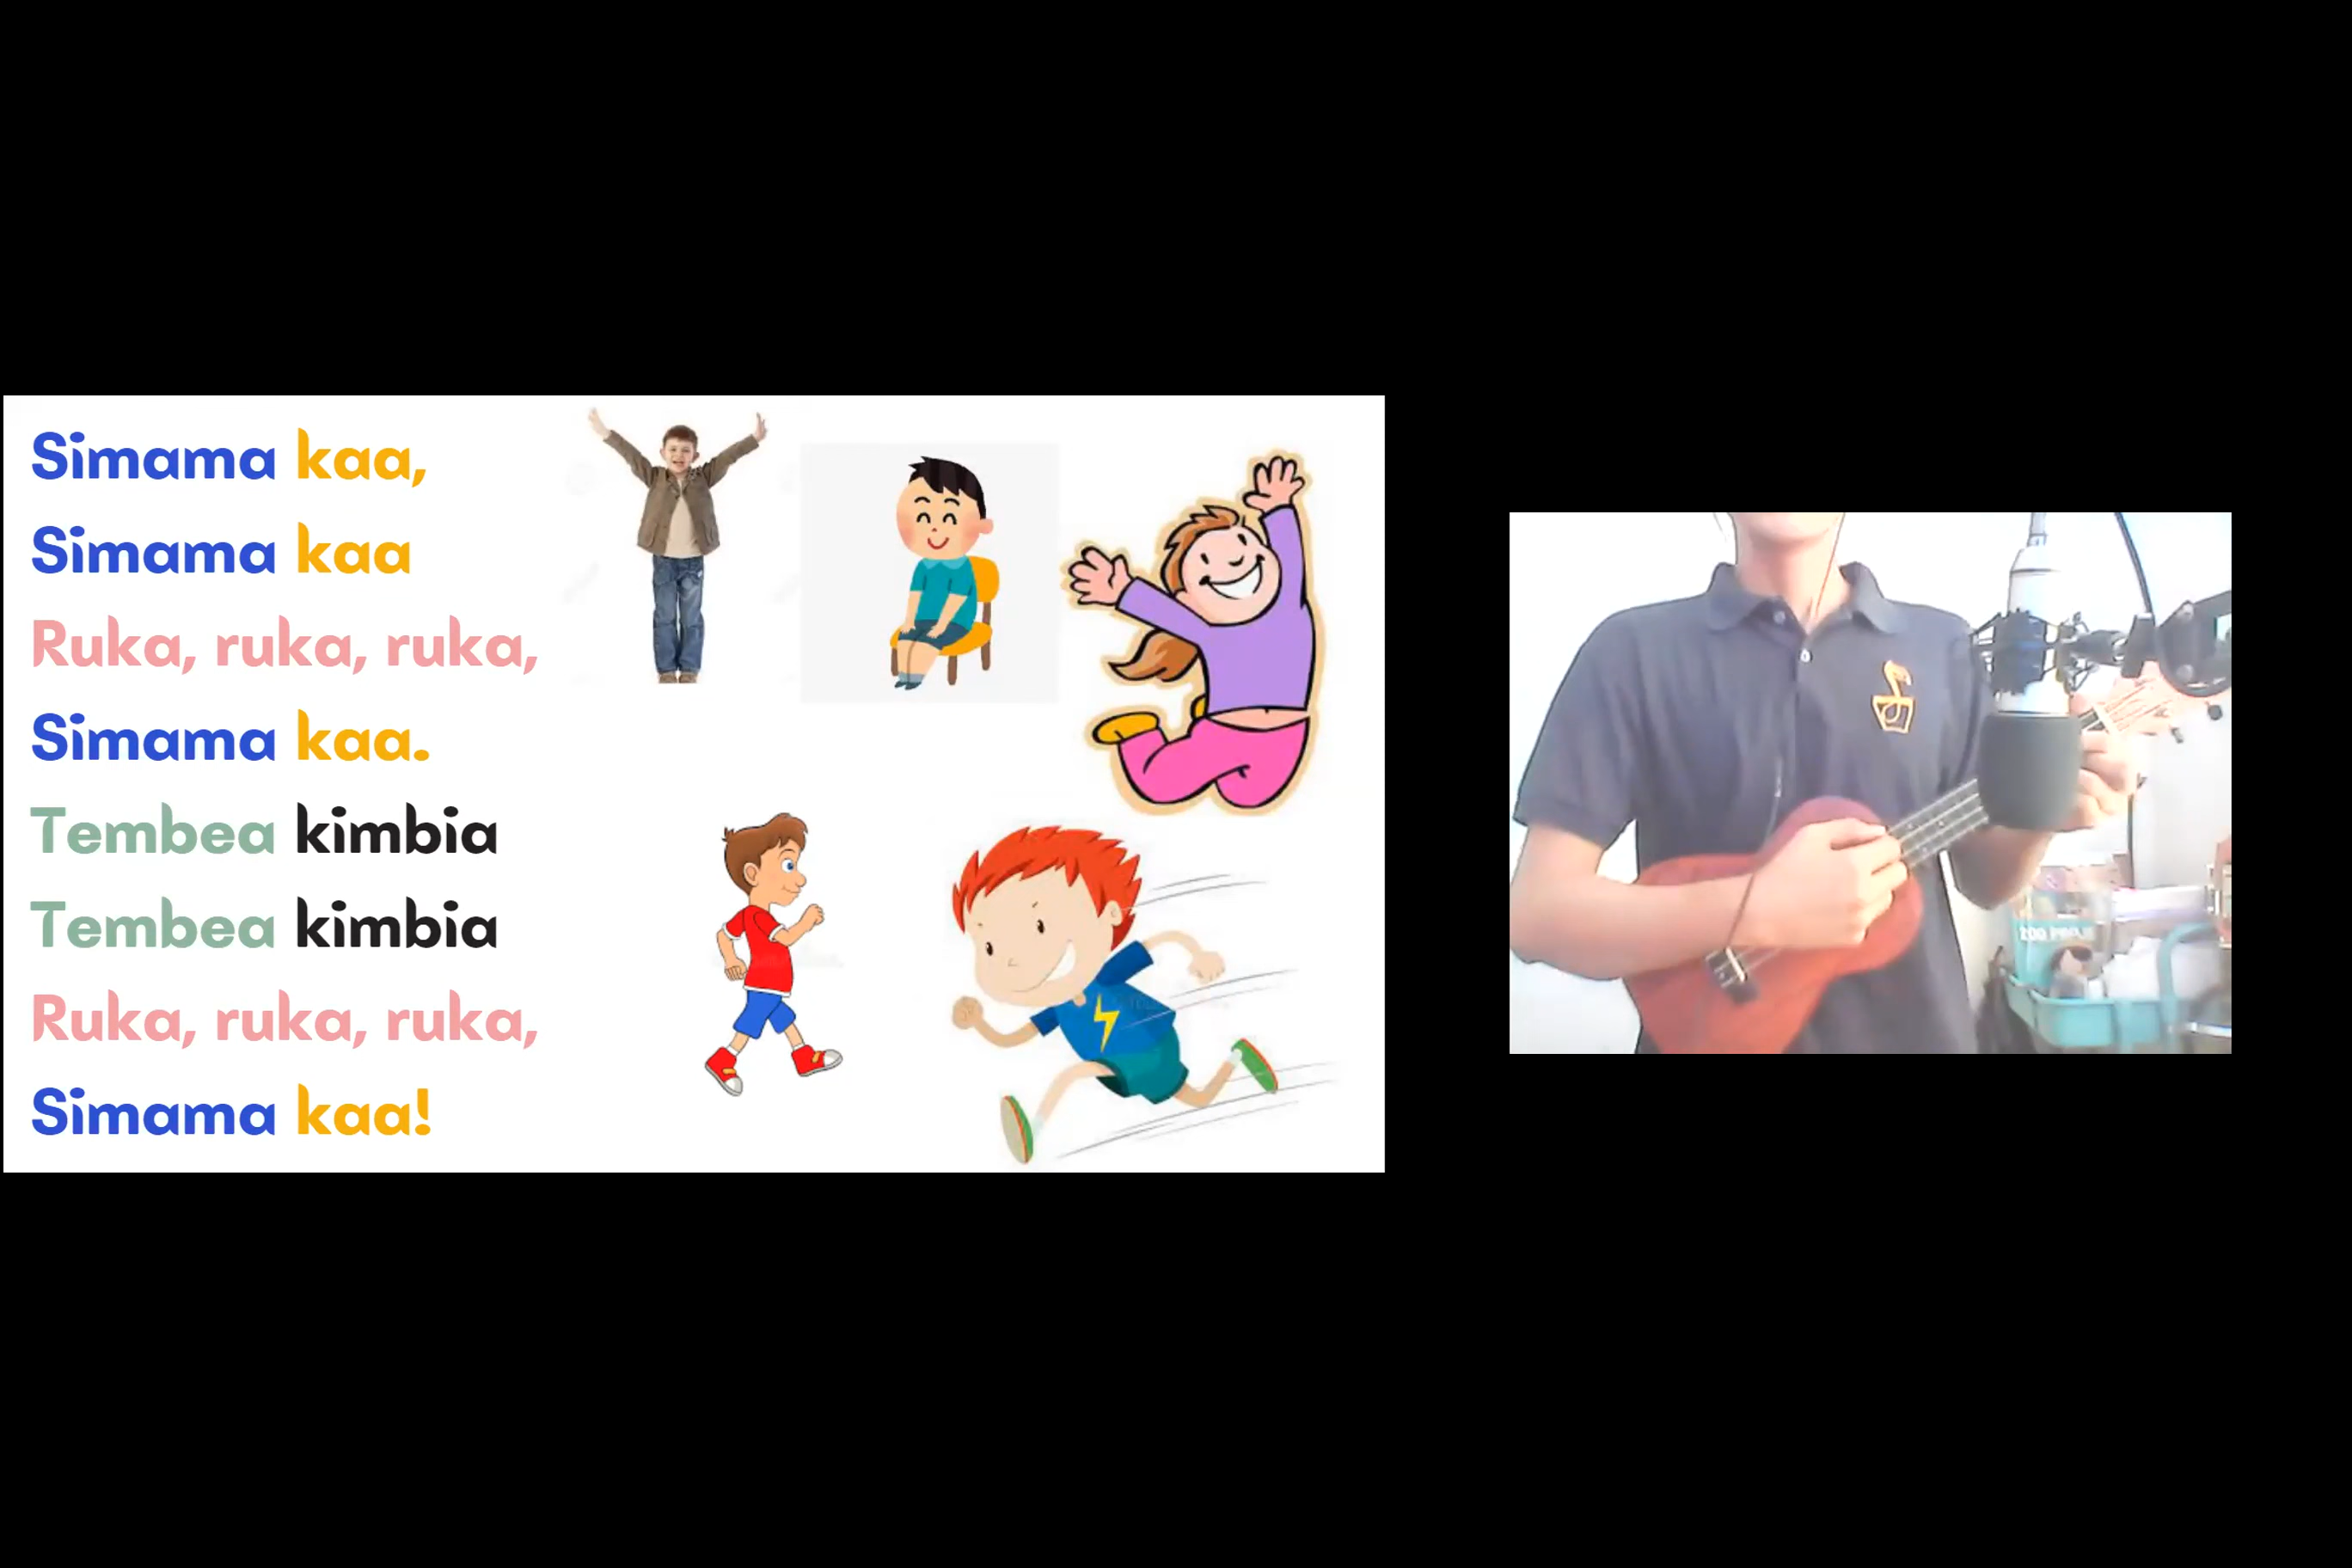 Simama kaa,
Simama kaa
Ruka, ruka, ruka,
Simama kaa.
Tembea kimbia
Tembea kimbia
Ruka, ruka, ruka,
Simama kaa!